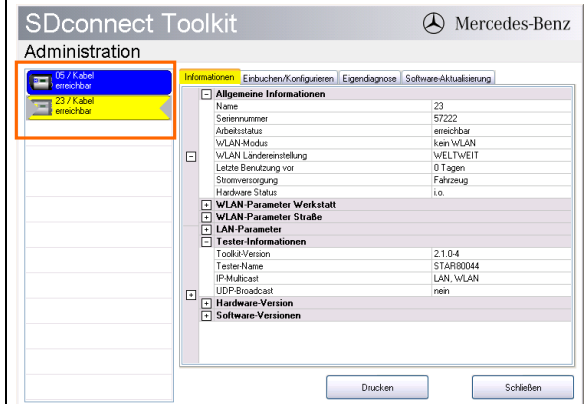 SDconnect Toolkit
Mercedes-Benz
Administration
05 / Kabel
erreichbar
23 / Kabel
erreichbar
Informationen Einbuchen/Konfigurieren Eigendiagnose Software-Aktualisierung
Allgemeine Informationen
Name 23
Seriennummer 57222
Arbeitsstatus erreichbar
WLAN-Modus kein WLAN
WLAN Ländereinstellung WELTWEIT
Letzte Benutzung vor 0 Tagen
Stromversorgung Fahrzeug
Hardware Status i.o.
WLAN-Parameter Werkstatt
WLAN-Parameter Straße
LAN-Parameter
Tester-Informationen
Toolkit-Version 2.1.0-4
Tester-Name STAR80044
IP-Multicast LAN, WLAN
UDP-Broadcast nein
Hardware-Version
Software-Versionen
Drucken Schließen